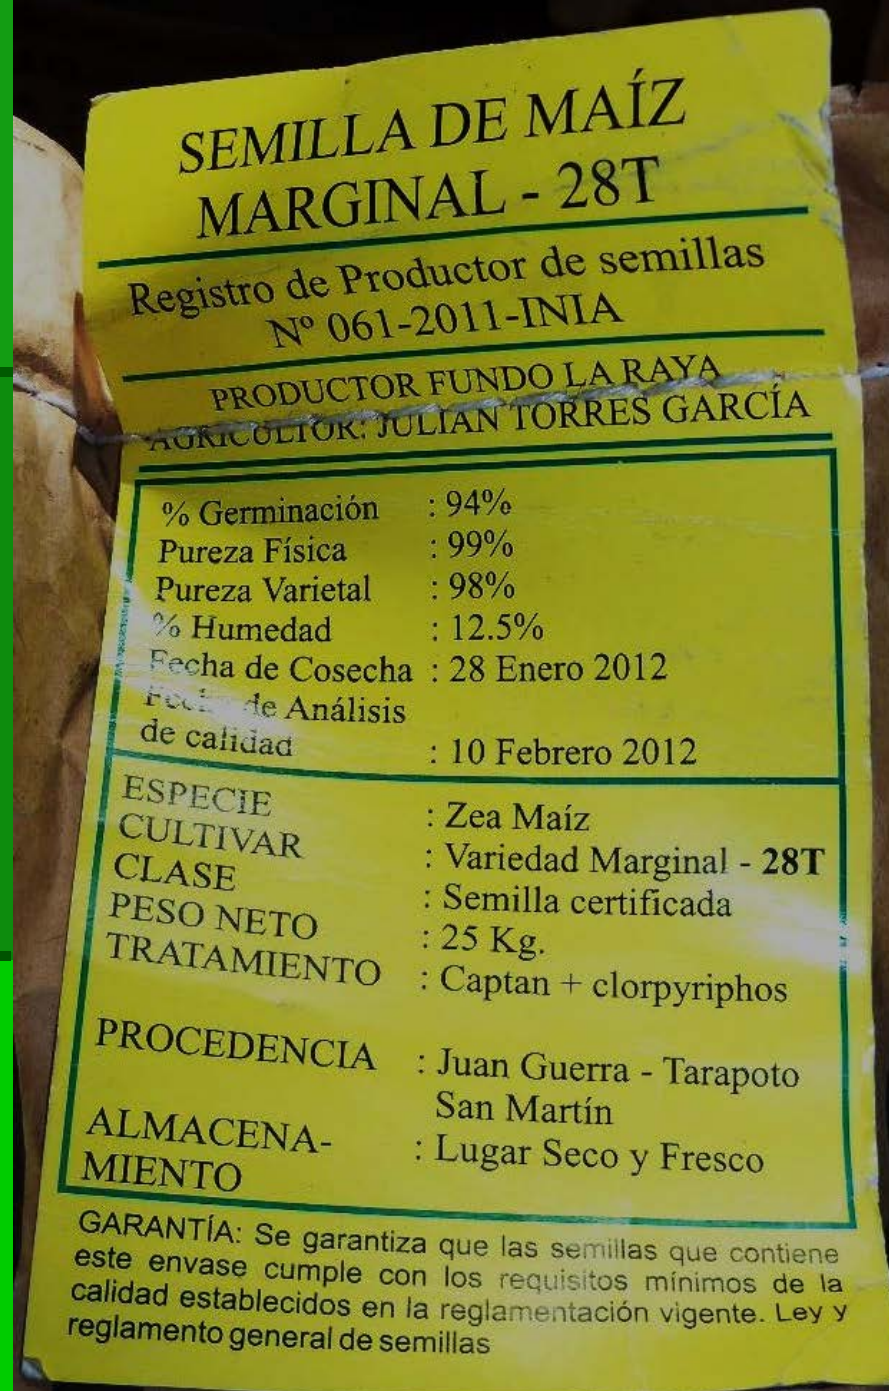 SEMILLA DE MAÍZ
MARGINAL - 28T
Registro de Productor de semillas
Nº 061-2011-INIA
PRODUCTOR FUNDO LA RAYA
AGRICULTOR: JULIAN TORRES GARCÍA
% Germinación : 94%
Pureza Física : 99%
Pureza Varietal : 98%
% Humedad : 12.5%
Fecha de Cosecha : 28 Enero 2012
Fecha de Análisis
de calidad : 10 Febrero 2012
ESPECIE : Zea Maíz
CULTIVAR : Variedad Marginal - 28T
CLASE : Semilla certificada
PESO NETO : 25 Kg.
TRATAMIENTO : Captan + clorpyriphos
PROCEDENCIA : Juan Guerra - Tarapoto
San Martín
ALMACENA-
MIENTO : Lugar Seco y Fresco
GARANTÍA: Se garantiza que las semillas que contiene
este envase cumple con los requisitos mínimos de la
calidad establecidos en la reglamentación vigente. Ley y
reglamento general de semillas